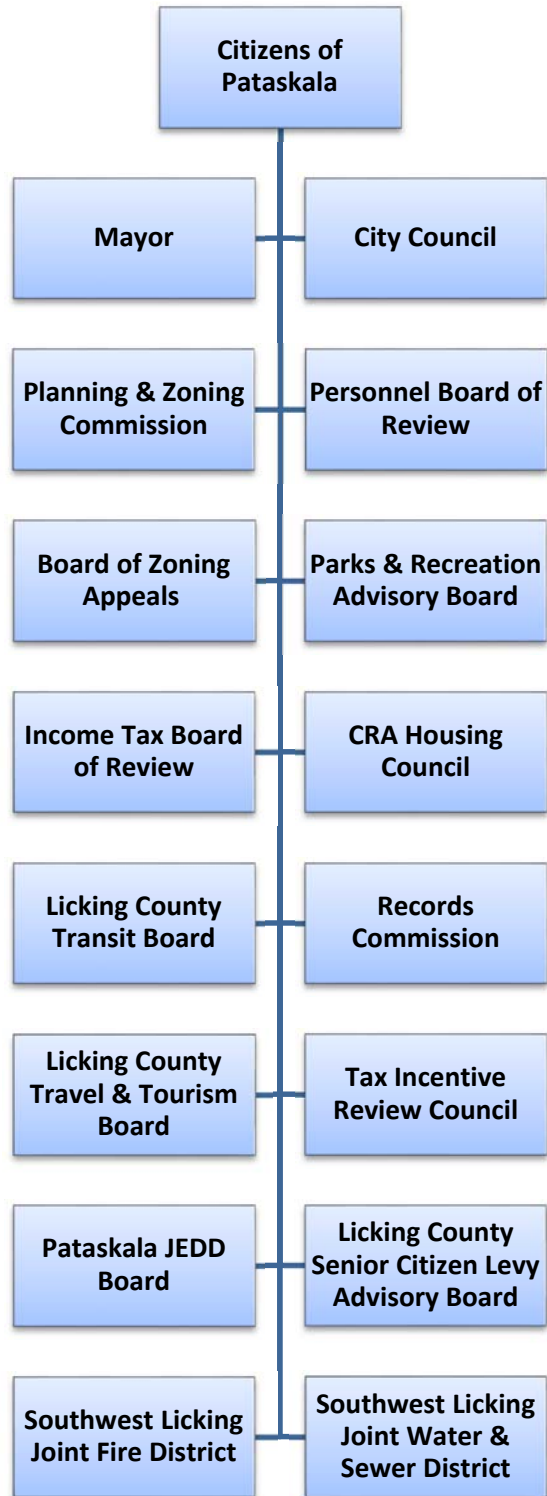 Citizens of
Pataskala
Mayor
City Council
Planning & Zoning
Commission
Personnel Board of
Review
Board of Zoning
Appeals
Parks & Recreation
Advisory Board
Income Tax Board
of Review
CRA Housing
Council
Licking County
Transit Board
Records
Commission
Licking County
Travel & Tourism
Board
Tax Incentive
Review Council
Pataskala JEDD
Board
Licking County
Senior Citizen Levy
Advisory Board
Southwest Licking
Joint Fire District
Southwest Licking
Joint Water &
Sewer District